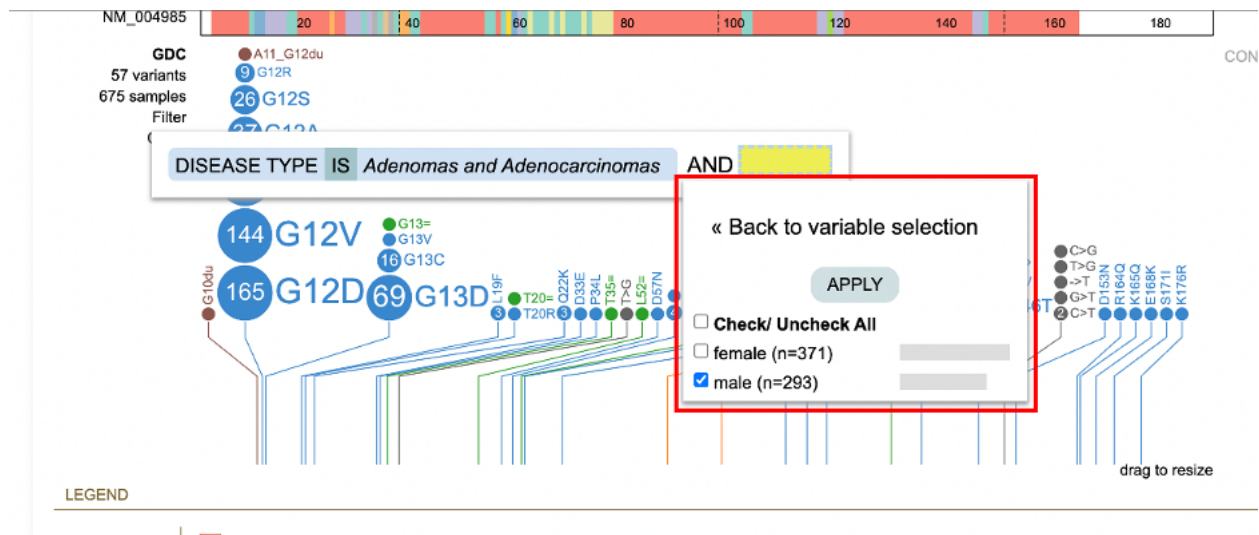 NM_004985
20 40 60 80 100 120 140 160 180
GDC
57 variants
675 samples
Filter
CON
A11_G12du
9 G12R
26 G12S
37 G12A
DISEASE TYPE IS Adenomas and Adenocarcinomas AND
« Back to variable selection
APPLY
Check/ Uncheck All
female (n=371)
male (n=293)
144 G12V
165 G12D
G10du
G13=
G13V
16 G13C
69 G13D
3 L19F
T20=
T20R
3 Q22K
D33E
P34L
T35=
T>G
L52=
D57N
C>G
T>G
->T
G>T
2 C>T
D153N
R164Q
K165Q
E168K
S171I
K176R
drag to resize
LEGEND